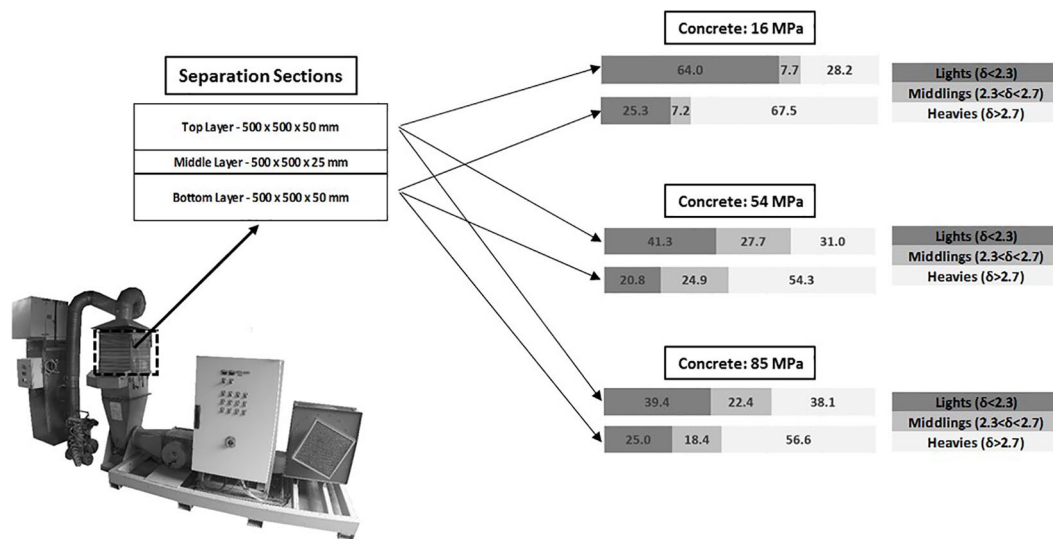 Separation Sections
Top Layer - 500 x 500 x 50 mm
Middle Layer - 500 x 500 x 25 mm
Bottom Layer - 500 x 500 x 50 mm
Concrete: 16 MPa
64.0 7.7 28.2
25.3 7.2 67.5
Lights (δ<2.3)
Middlings (2.3<δ<2.7)
Heavies (δ>2.7)
Concrete: 54 MPa
41.3 27.7 31.0
20.8 24.9 54.3
Lights (δ<2.3)
Middlings (2.3<δ<2.7)
Heavies (δ>2.7)
Concrete: 85 MPa
39.4 22.4 38.1
25.0 18.4 56.6
Lights (δ<2.3)
Middlings (2.3<δ<2.7)
Heavies (δ>2.7)